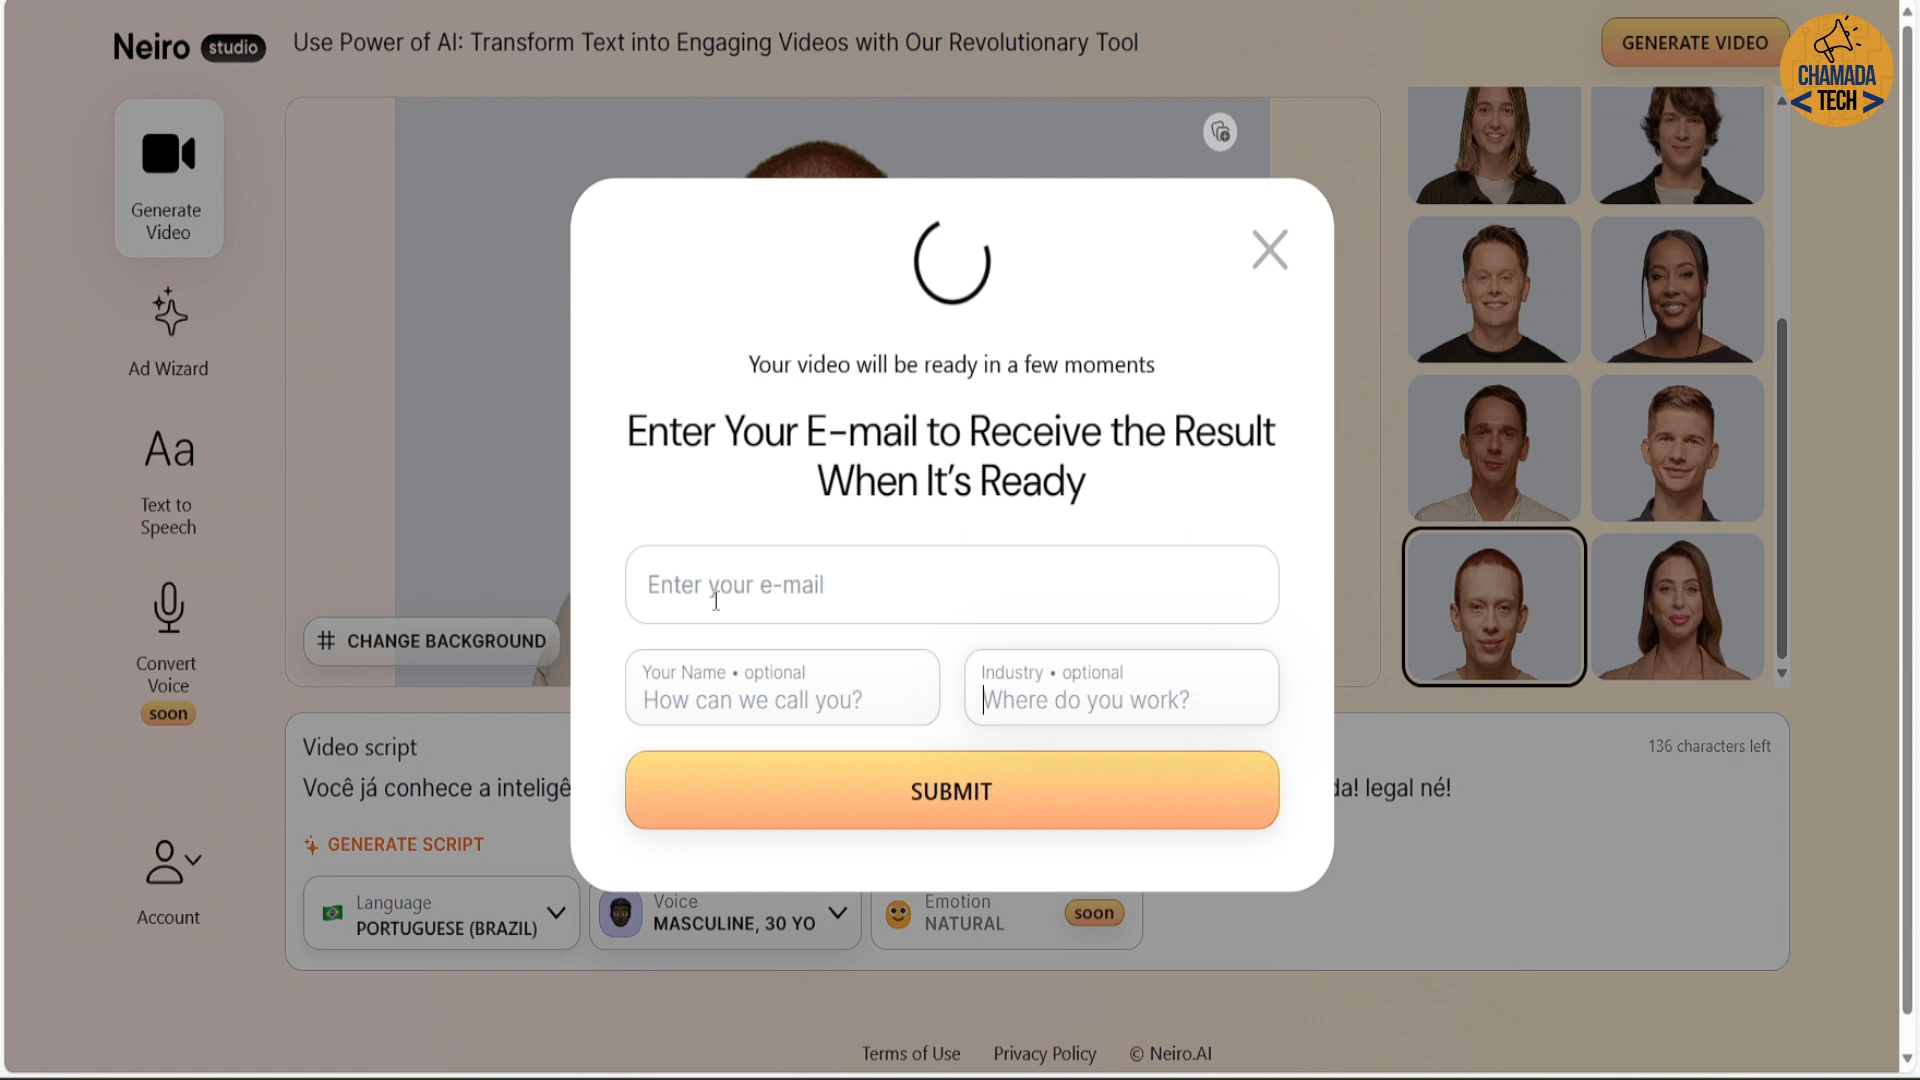 Neiro studio
Use Power of AI: Transform Text into Engaging Videos with Our Revolutionary Tool
GENERATE VIDEO
CHAMADA
<TECH>
Generate
Video
Ad Wizard
Aa
Text to
Speech
Convert
Voice
soon
Account
CHANGE BACKGROUND
Your video will be ready in a few moments
Enter Your E-mail to Receive the Result
When It's Ready
Enter your e-mail
Your Name • optional
How can we call you?
Industry • optional
Where do you work?
SUBMIT
Video script
136 characters left
Você já conhece a inteligê
da! legal né!
GENERATE SCRIPT
Language
PORTUGUESE (BRAZIL)
Voice
MASCULINE, 30 YO
Emotion
NATURAL
soon
Terms of Use
Privacy Policy
© Neiro.AI